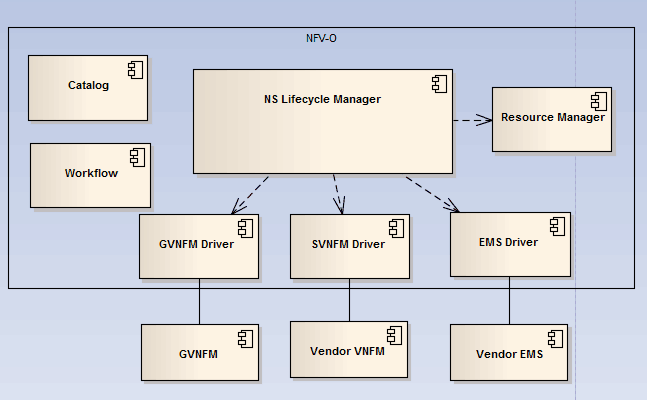 NFV-O
Catalog
NS Lifecycle Manager
Resource Manager
Workflow
GVNFM Driver
SVNFM Driver
EMS Driver
GVNFM
Vendor VNFM
Vendor EMS